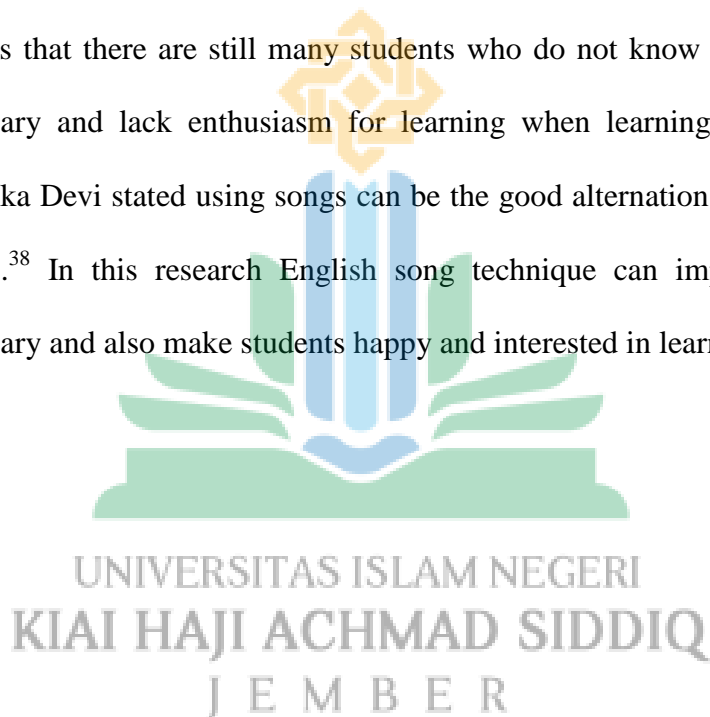 s that there are still many students who do not know
ary and lack enthusiasm for learning when learning
ka Devi stated using songs can be the good alternation
.38 In this research English song technique can im
ary and also make students happy and interested in lear
UNIVERSITAS ISLAM NEGERI
KIAI HAJI ACHMAD SIDDIQ
J E M B E R